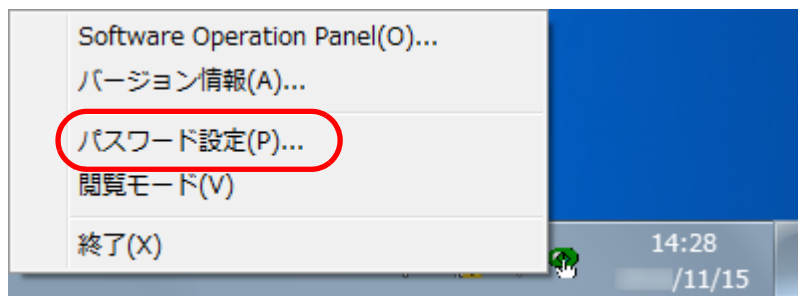 Software Operation Panel(O)...
バージョン情報(A)...
パスワード設定(P)...
閲覧モード(V)
終了(X)
14:28
/11/15